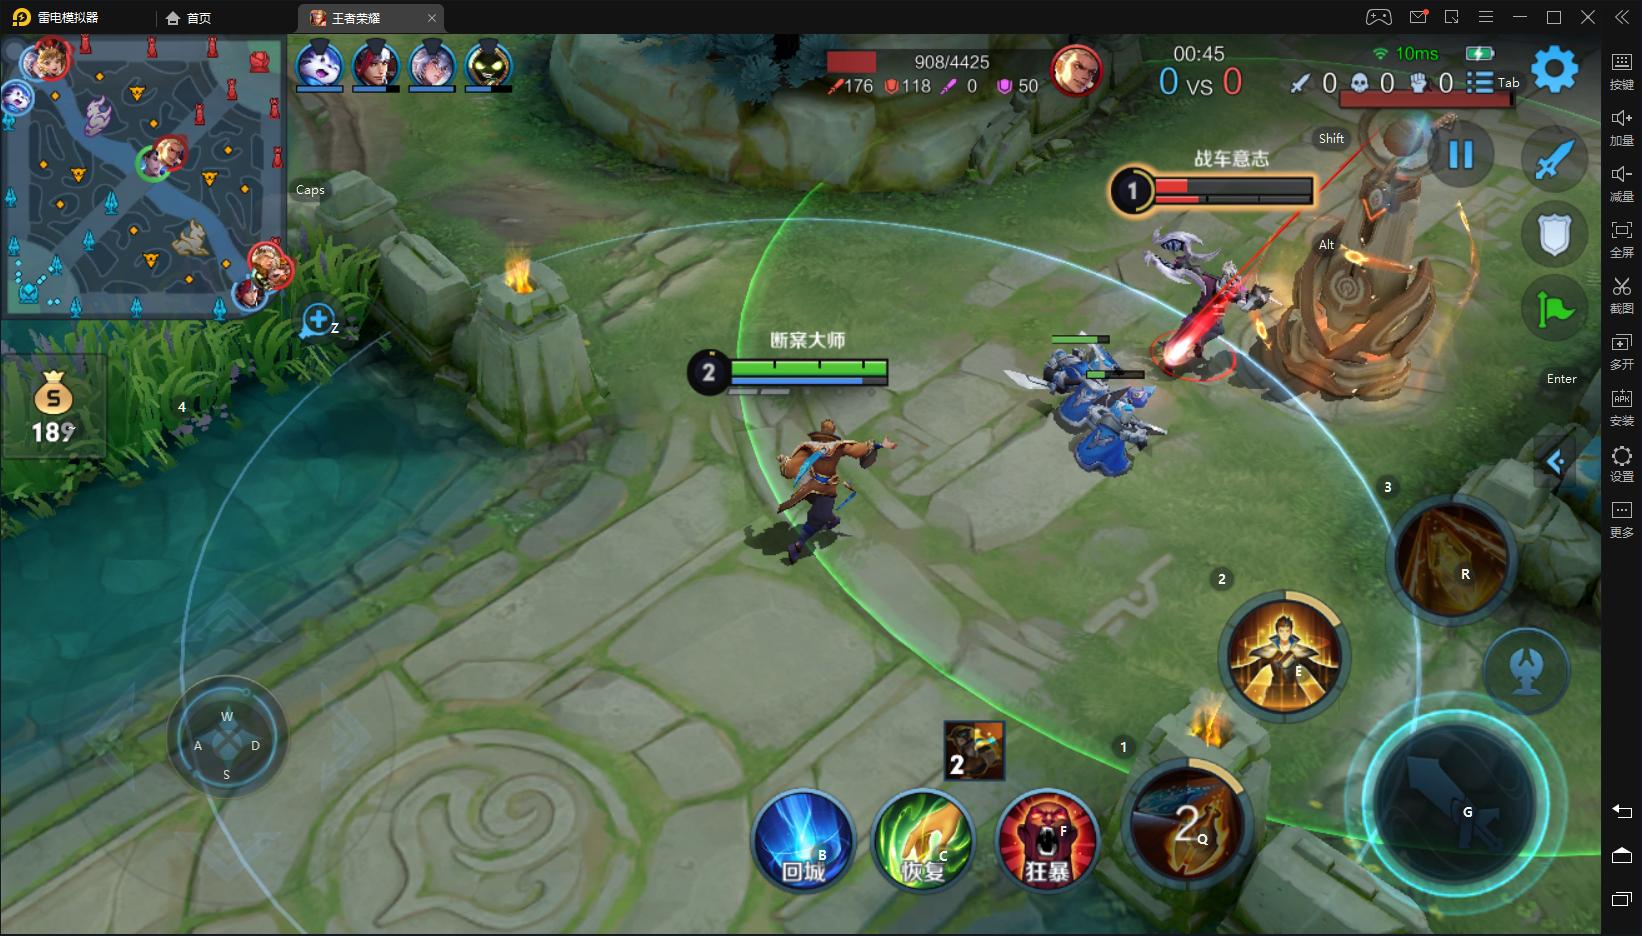 雷电模拟器
首页
王者荣耀
908/4425
176
118
0
50
00:45
0 VS 0
10ms
0
0
0
Tab
Shift
战车意志
1
Alt
Caps
Z
4
189
断案大师
2
Enter
3
R
2
E
1
2
Q
G
W
A
D
S
2
B
回城
C
恢复
F
狂暴
按键
加量
减量
全屏
截图
多开
APK
安装
设置
更多